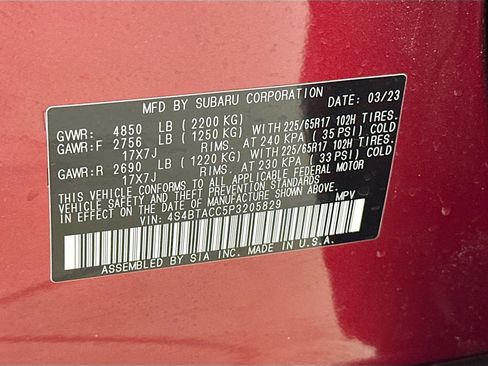 MFD BY SUBARU CORPORATION DATE: 03/23
GVWR: 4850 LB ( 2200 KG)
GAWR:F 2756 LB ( 1250 KG) WITH 225/65R17 102H TIRES.
17X7J RIMS. AT 240 KPA ( 35 PSI) COLD
GAWR:R 2690 LB ( 1220 KG) WITH 225/65R17 102H TIRES.
17X7J RIMS. AT 230 KPA ( 33 PSI) COLD
THIS VEHICLE CONFORMS TO ALL APPLICABLE FEDERAL MOTOR
VEHICLE SAFETY AND THEFT PREVENTION STANDARDS
IN EFFECT ON THE DATE OF MANUFACTURE SHOWN ABOVE.
VIN: 4S4BTACC5P3205829 MPV
ASSEMBLED BY SIA INC. MADE IN U.S.A.